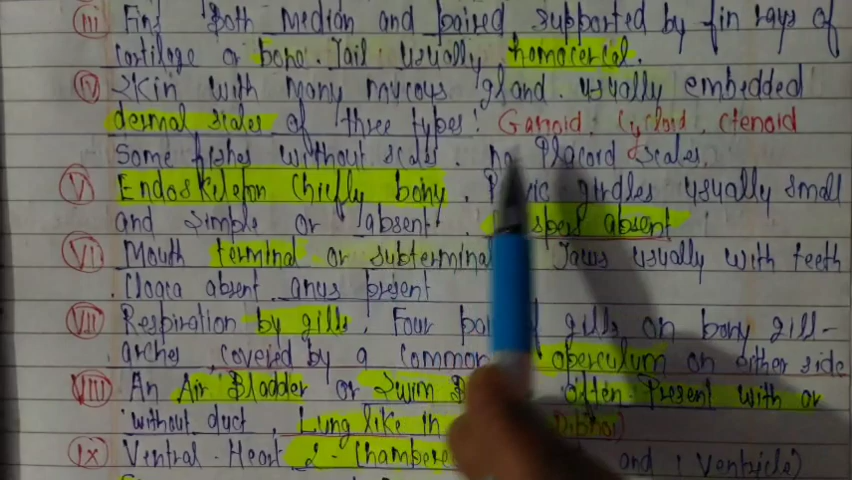 (iii) Fins both median and paired supported by fin rays of
cartilage or bone. Tail usually homocercal.
(iv) Skin with many mucous gland. usually embedded
dermal scales of three types: Ganoid, Cycloid, Ctenoid
Some fishes without scales. no Placoid scales.
(v) Endoskeleton Chiefly bony. girdles usually small
and simple or absent. absent
(vi) Mouth terminal or subterminal Jaws usually with teeth
Cloaca absent. anus present
(vii) Respiration by gills. Four gills on bony gill-
arches, covered by a common operculum on either side
(viii) An Air Bladder or Swim often Present with or
without duct. Lung like in Dipnoi)
(ix) Ventral - Heart 2 - Chambere and 1 Ventricle)